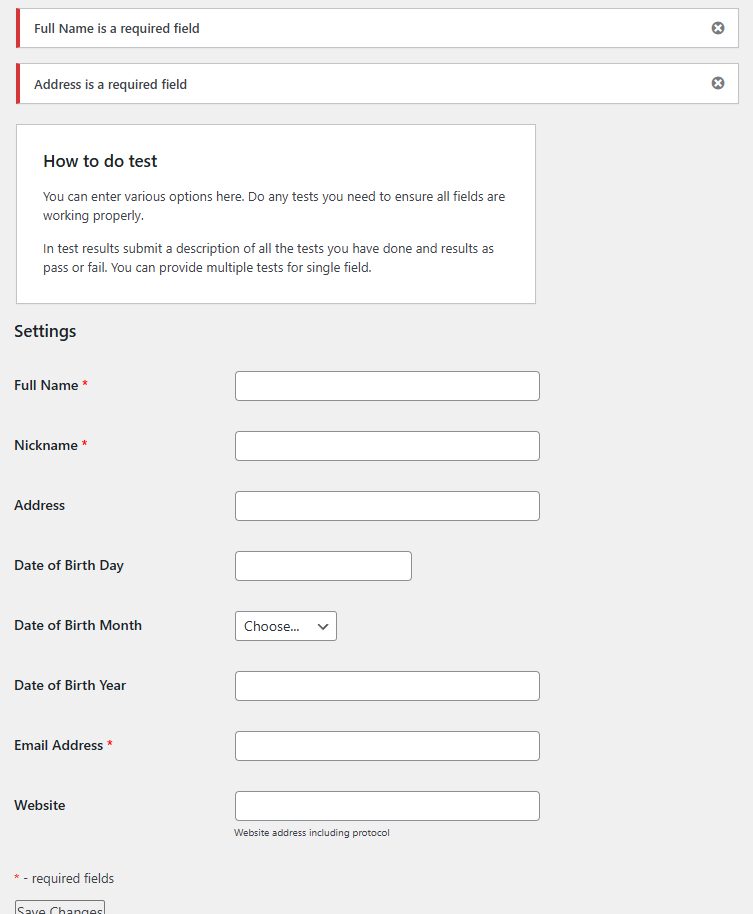 Full Name is a required field
Address is a required field
How to do test
You can enter various options here. Do any tests you need to ensure all fields are
working properly.
In test results submit a description of all the tests you have done and results as
pass or fail. You can provide multiple tests for single field.
Settings
Full Name *
Nickname *
Address
Date of Birth Day
Date of Birth Month
Choose...
Date of Birth Year
Email Address *
Website
Website address including protocol
* - required fields
Save Changes